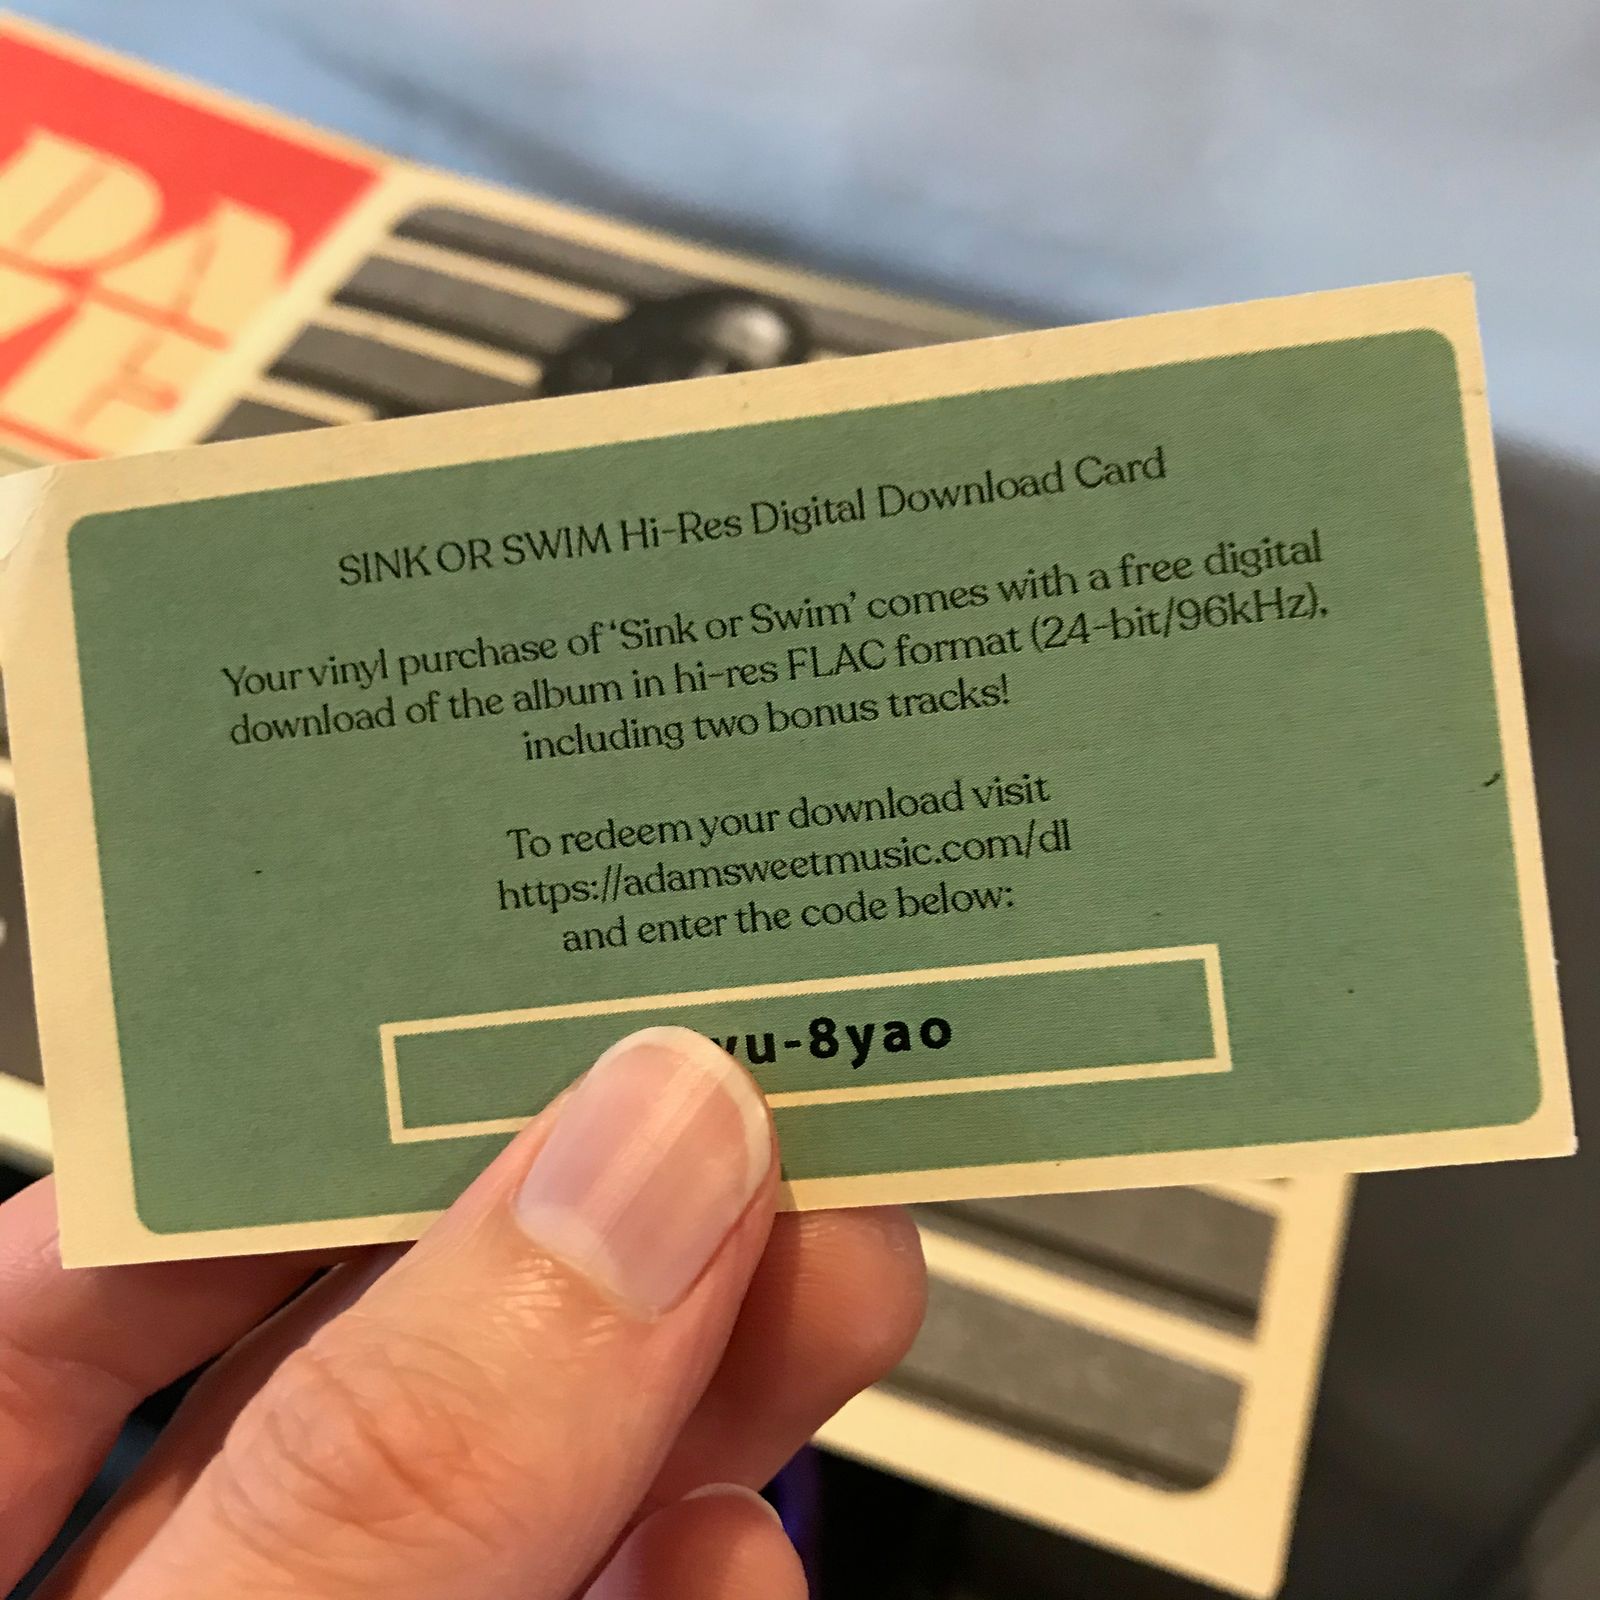 SINK OR SWIM Hi-Res Digital Download Card
Your vinyl purchase of ‘Sink or Swim’ comes with a free digital
download of the album in hi-res FLAC format (24-bit/96kHz),
including two bonus tracks!
To redeem your download visit
https://adamsweetmusic.com/dl
and enter the code below: